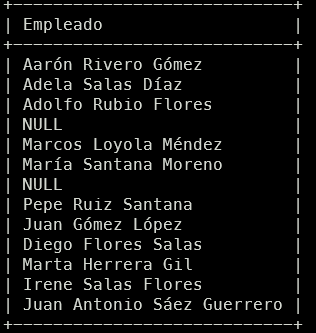 Empleado
Aarón Rivero Gómez
Adela Salas Díaz
Adolfo Rubio Flores
NULL
Marcos Loyola Méndez
María Santana Moreno
NULL
Pepe Ruiz Santana
Juan Gómez López
Diego Flores Salas
Marta Herrera Gil
Irene Salas Flores
Juan Antonio Sáez Guerrero